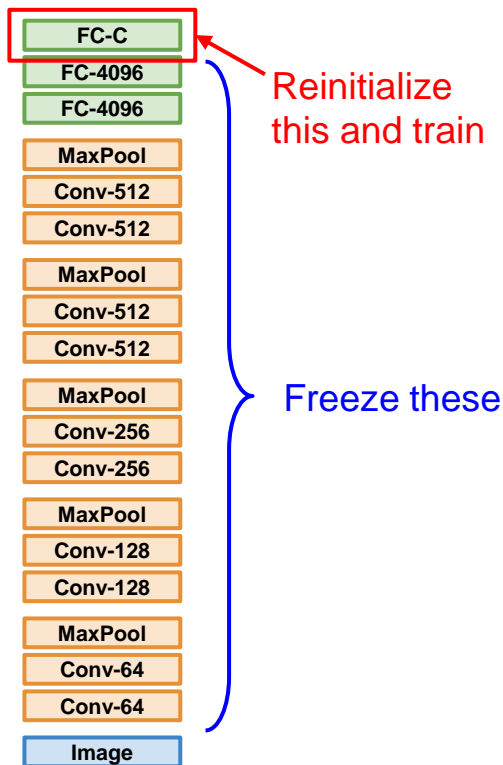 FC-C
FC-4096
FC-4096
Reinitialize
this and train
MaxPool
Conv-512
Conv-512
MaxPool
Conv-512
Conv-512
MaxPool
Conv-256
Conv-256
Freeze these
MaxPool
Conv-128
Conv-128
MaxPool
Conv-64
Conv-64
Image